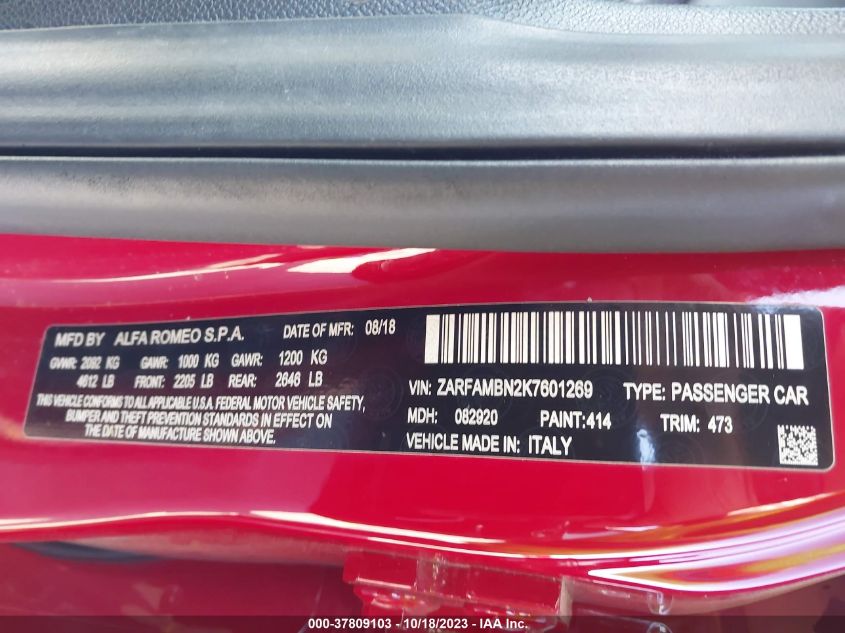 MFD BY ALFA ROMEO S.P.A. DATE OF MFR: 08/18
GVWR: 2092 KG GAWR: 1000 KG GAWR: 1200 KG
4612 LB FRONT: 2205 LB REAR: 2646 LB
THIS VEHICLE CONFORMS TO ALL APPLICABLE U.S.A. FEDERAL MOTOR VEHICLE SAFETY,
BUMPER, AND THEFT PREVENTION STANDARDS IN EFFECT ON
THE DATE OF MANUFACTURE SHOWN ABOVE.
VIN: ZARFAMBN2K7601269 TYPE: PASSENGER CAR
MDH: 082920 PAINT: 414 TRIM: 473
VEHICLE MADE IN: ITALY
000-37809103 - 10/18/2023 - IAA Inc.